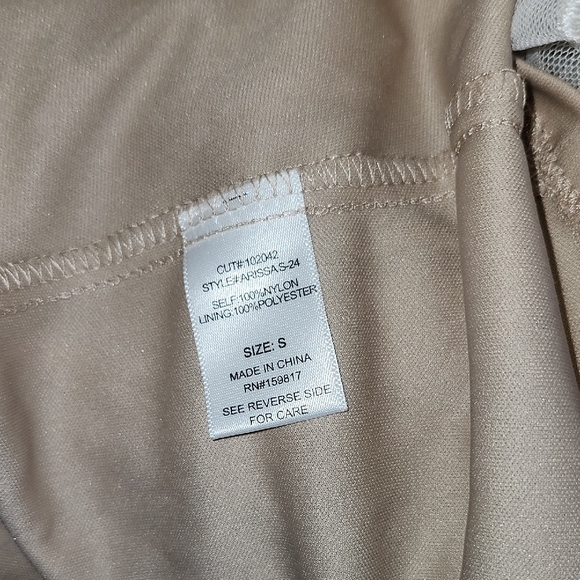 CUT#:102042
STYLE#:ARISSA S-24
SELF:100%NYLON
LINING:100%POLYESTER
SIZE: S
MADE IN CHINA
RN#159817
SEE REVERSE SIDE
FOR CARE